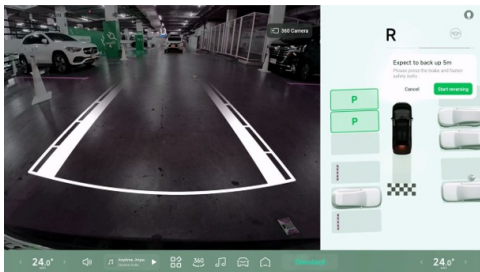 360 Camera
R
Expect to back up 5m
Please press the brake and fasten
safety belts
Cancel
Start reversing
P
P
24.0°
360
24.0°